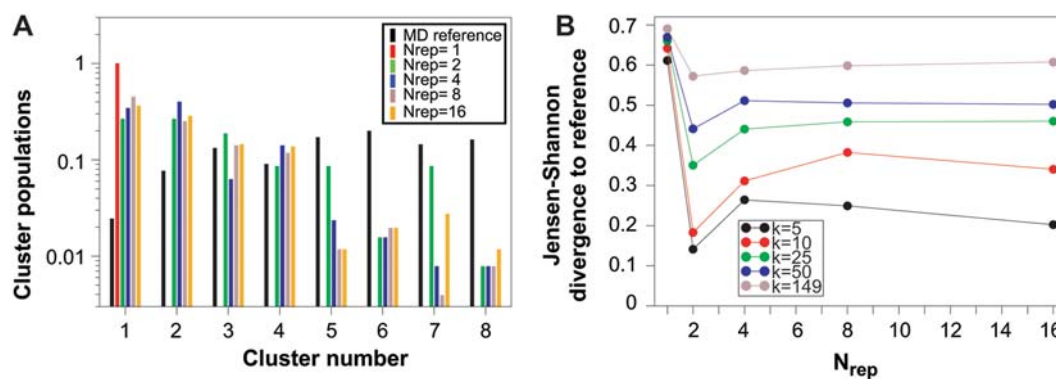 A
Cluster populations
1
0.1
0.01
MD reference
Nrep= 1
Nrep= 2
Nrep= 4
Nrep= 8
Nrep=16
1 2 3 4 5 6 7 8
Cluster number
B
Jensen-Shannon
divergence to reference
0.7
0.6
0.5
0.4
0.3
0.2
0.1
0
k=5
k=10
k=25
k=50
k=149
2 4 6 8 10 12 14 16
Nrep